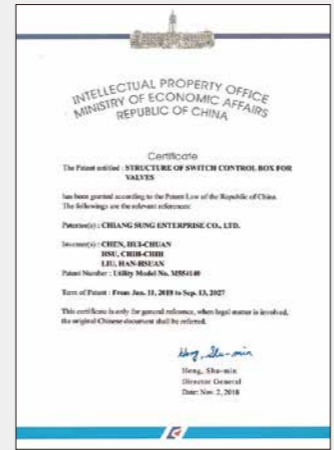 INTELLECTUAL PROPERTY OFFICE
MINISTRY OF ECONOMIC AFFAIRS
REPUBLIC OF CHINA
Certificate
The Patent entitled : STRUCTURE OF SWITCH CONTROL BOX FOR
VALVES
has been granted according to the Patent Law of the Republic of China.
The followings are the relevant references:
Patentee(s) : CHIANG SUNG ENTERPRISE CO., LTD.
Inventor(s) : CHEN, HUI-CHUAN
HSU, CHIH-CHIH
LIU, HAN-HSUAN
Patent Number : Utility Model No. M554140
Term of Patent : From Jan. 11, 2018 to Sep. 13, 2027
This certificate is only for general reference, when legal matter is involved,
the original Chinese document shall be referred.
Hong, Shu-min
Hong, Shu-min
Director General
Date: Nov. 2, 2018